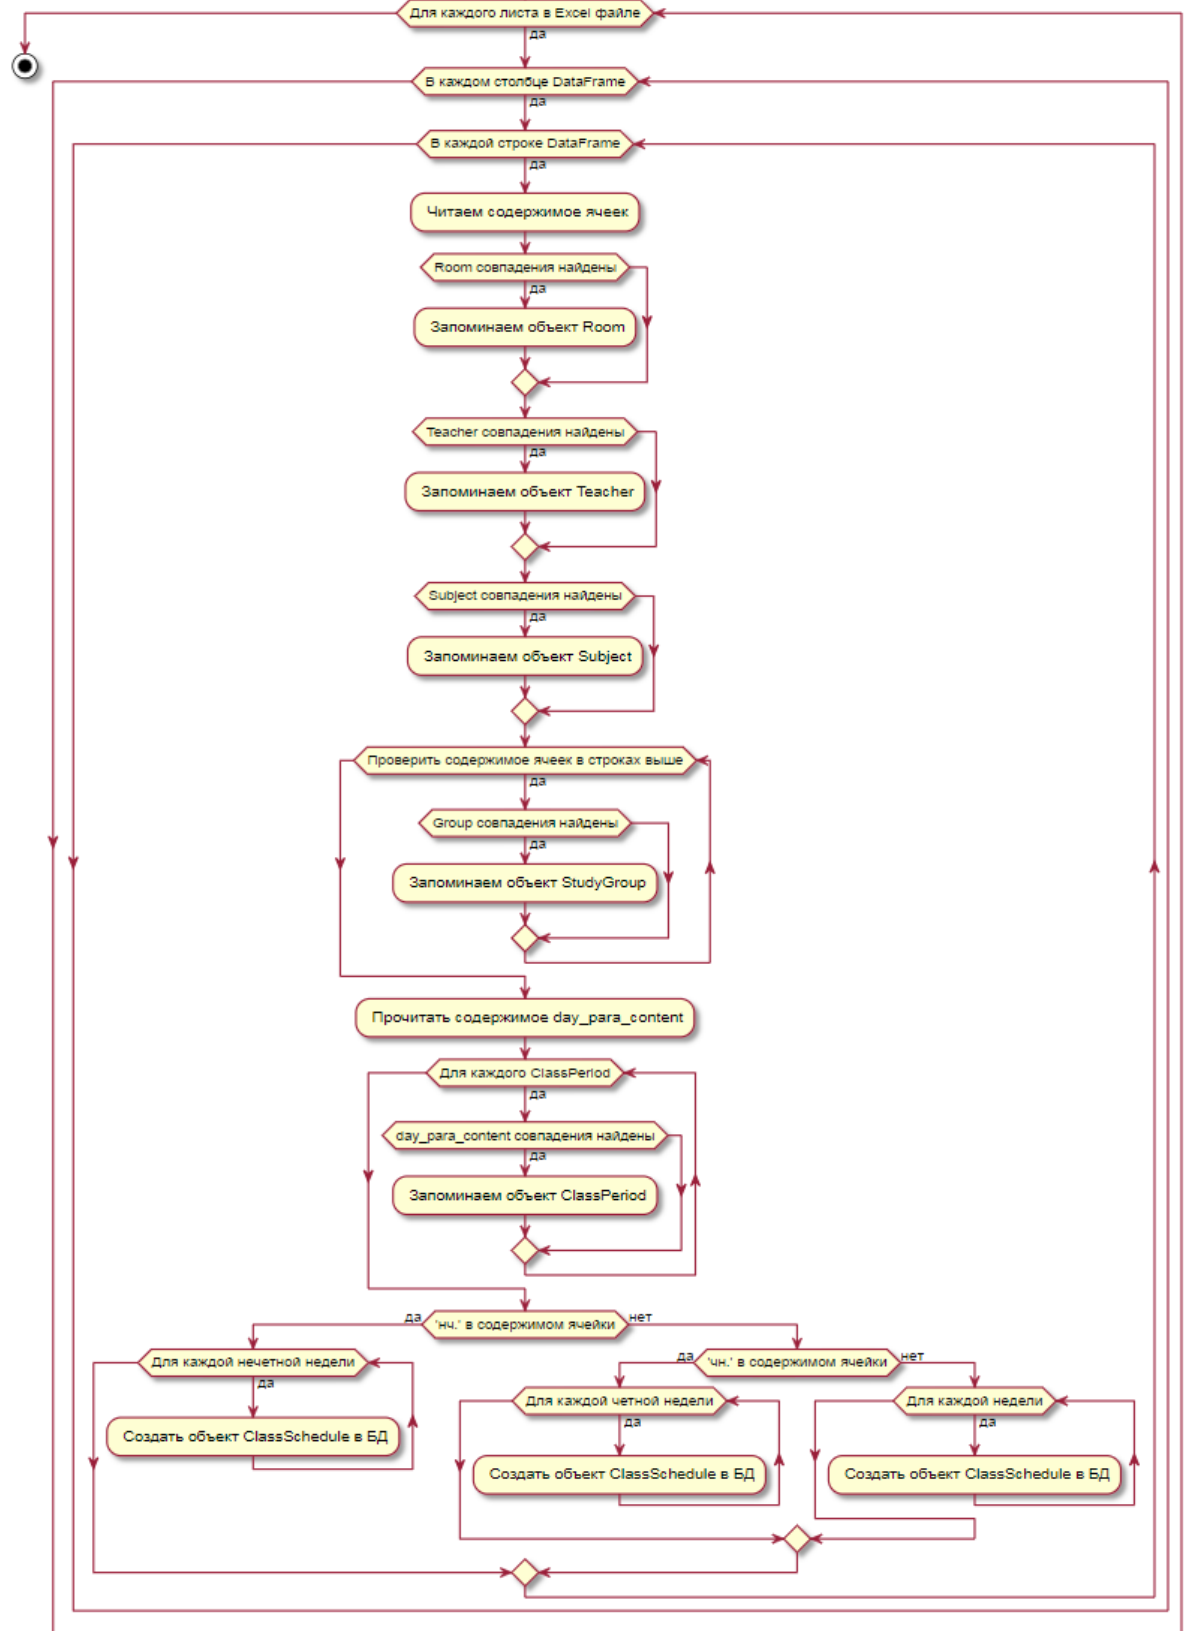 Для каждого листа в Excel файле
да
В каждом столбце DataFrame
да
В каждой строке DataFrame
да
Читаем содержимое ячеек
Room совпадения найдены
да
Запоминаем объект Room
Teacher совпадения найдены
да
Запоминаем объект Teacher
Subject совпадения найдены
да
Запоминаем объект Subject
Проверить содержимое ячеек в строках выше
да
Group совпадения найдены
да
Запоминаем объект StudyGroup
Прочитать содержимое day_para_content
Для каждого ClassPeriod
да
day_para_content совпадения найдены
да
Запоминаем объект ClassPeriod
да 'нч.' в содержимом ячейки нет
Для каждой нечетной недели
да
Создать объект ClassSchedule в БД
да 'чн.' в содержимом ячейки нет
Для каждой четной недели
да
Создать объект ClassSchedule в БД
Для каждой недели
да
Создать объект ClassSchedule в БД